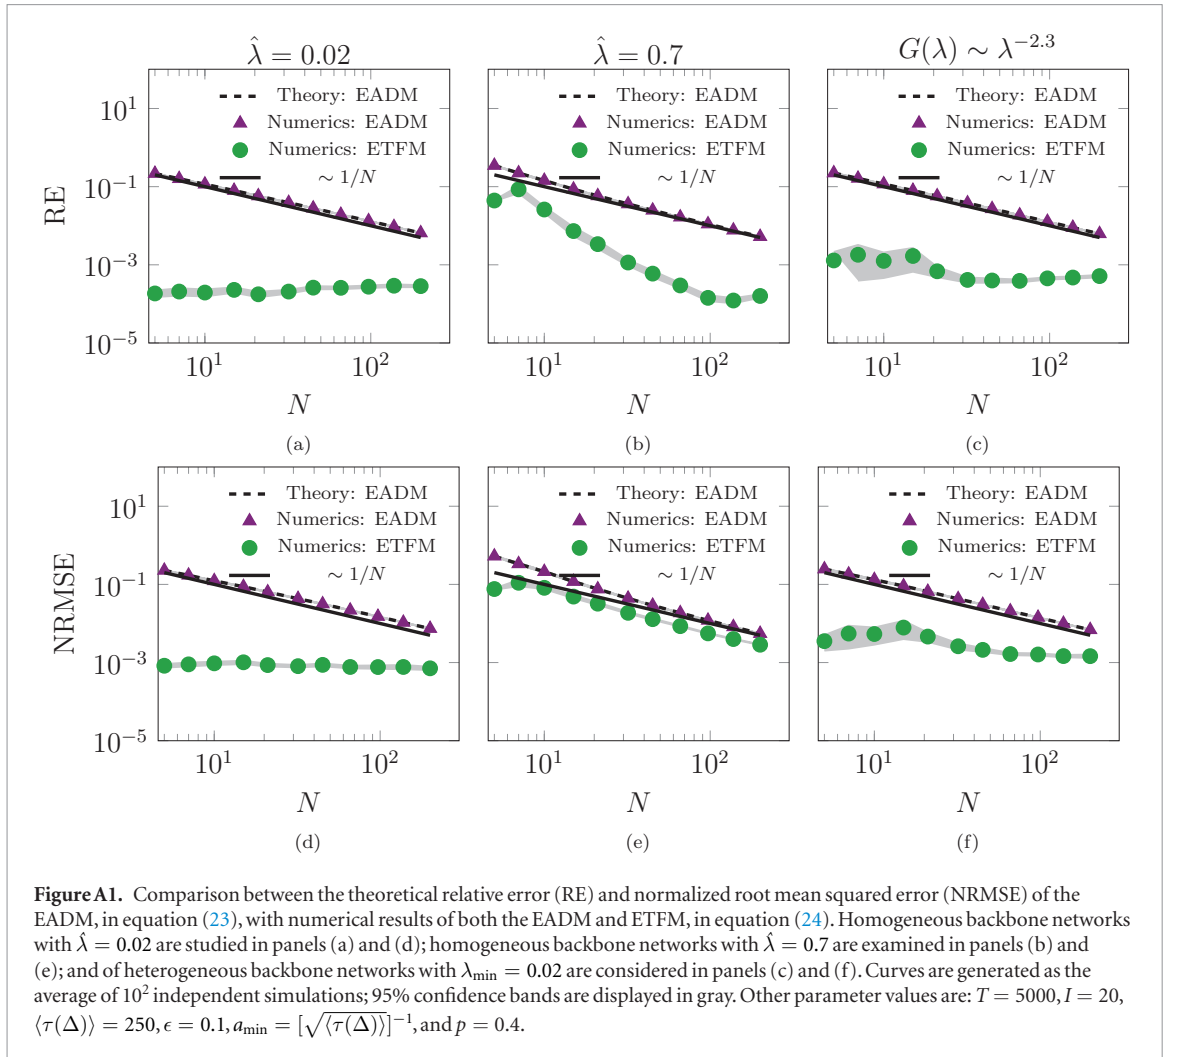 λ̂ = 0.02
λ̂ = 0.7
G(λ) ∼ λ^−2.3
RE
10^1
10^−1
10^−3
10^−5
Theory: EADM
Numerics: EADM
Numerics: ETFM
∼ 1/N
10^1
10^2
N
(a)
Theory: EADM
Numerics: EADM
Numerics: ETFM
∼ 1/N
10^1
10^2
N
(b)
Theory: EADM
Numerics: EADM
Numerics: ETFM
∼ 1/N
10^1
10^2
N
(c)
NRMSE
10^1
10^−1
10^−3
10^−5
Theory: EADM
Numerics: EADM
Numerics: ETFM
∼ 1/N
10^1
10^2
N
(d)
Theory: EADM
Numerics: EADM
Numerics: ETFM
∼ 1/N
10^1
10^2
N
(e)
Theory: EADM
Numerics: EADM
Numerics: ETFM
∼ 1/N
10^1
10^2
N
(f)
Figure A1. Comparison between the theoretical relative error (RE) and normalized root mean squared error (NRMSE) of the
EADM, in equation (23), with numerical results of both the EADM and ETFM, in equation (24). Homogeneous backbone networks
with λ̂ = 0.02 are studied in panels (a) and (d); homogeneous backbone networks with λ̂ = 0.7 are examined in panels (b) and
(e); and of heterogeneous backbone networks with λ_min = 0.02 are considered in panels (c) and (f). Curves are generated as the
average of 10^2 independent simulations; 95% confidence bands are displayed in gray. Other parameter values are: T = 5000, I = 20,
⟨τ(Δ)⟩ = 250, ϵ = 0.1, a_min = [√⟨τ(Δ)⟩]^−1, and p = 0.4.